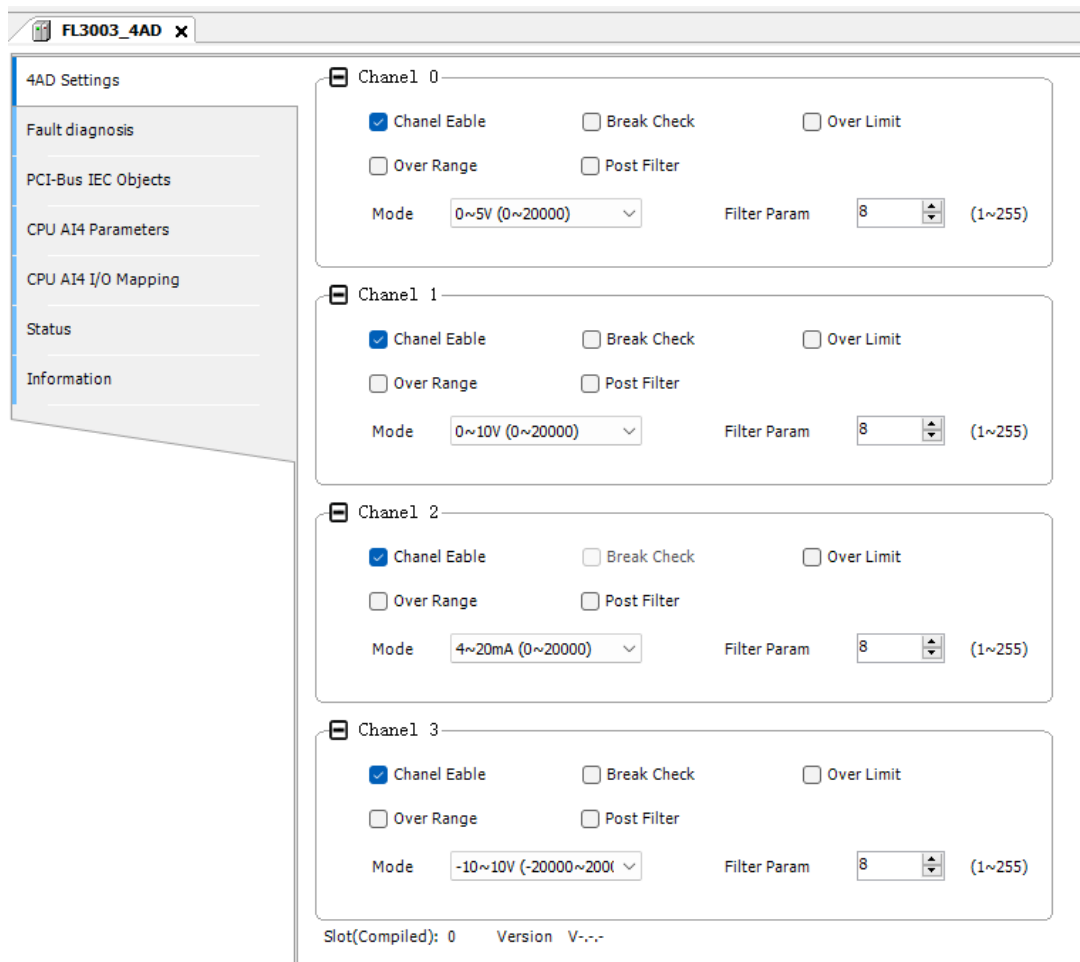 FL3003_4AD
4AD Settings
Fault diagnosis
PCI-Bus IEC Objects
CPU AI4 Parameters
CPU AI4 I/O Mapping
Status
Information
Chanel 0
Chanel Eable Break Check Over Limit
Over Range Post Filter
Mode 0~5V (0~20000) Filter Param 8 (1~255)
Chanel 1
Chanel Eable Break Check Over Limit
Over Range Post Filter
Mode 0~10V (0~20000) Filter Param 8 (1~255)
Chanel 2
Chanel Eable Break Check Over Limit
Over Range Post Filter
Mode 4~20mA (0~20000) Filter Param 8 (1~255)
Chanel 3
Chanel Eable Break Check Over Limit
Over Range Post Filter
Mode -10~10V (-20000~200( Filter Param 8 (1~255)
Slot(Compiled): 0 Version V-.-.-